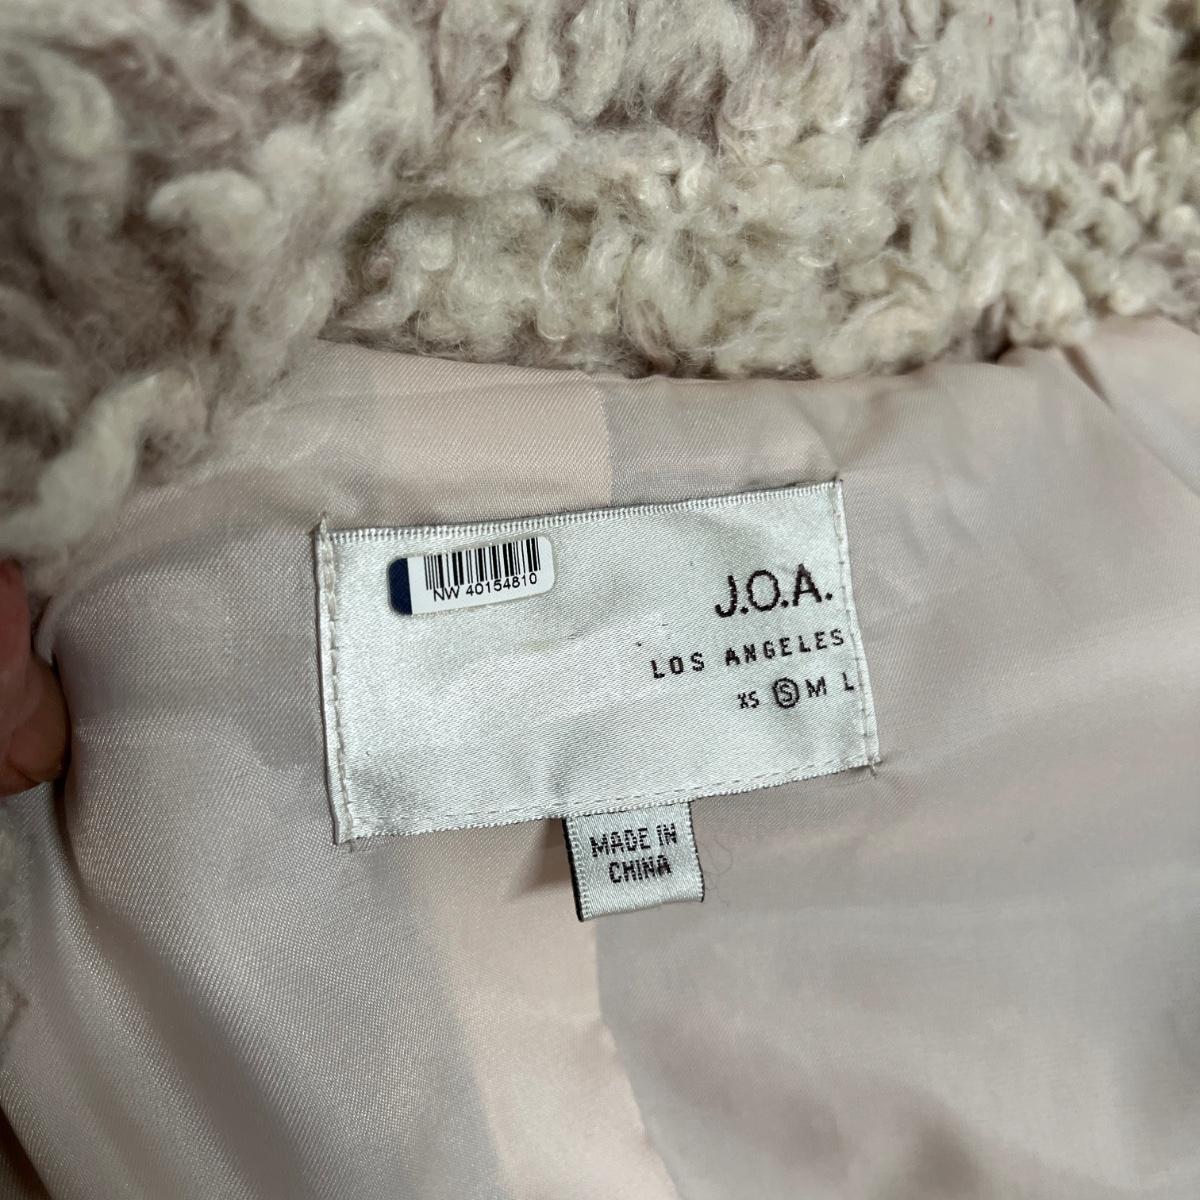 NW 40154810
J.O.A.
LOS ANGELES
XS S M L
MADE IN
CHINA